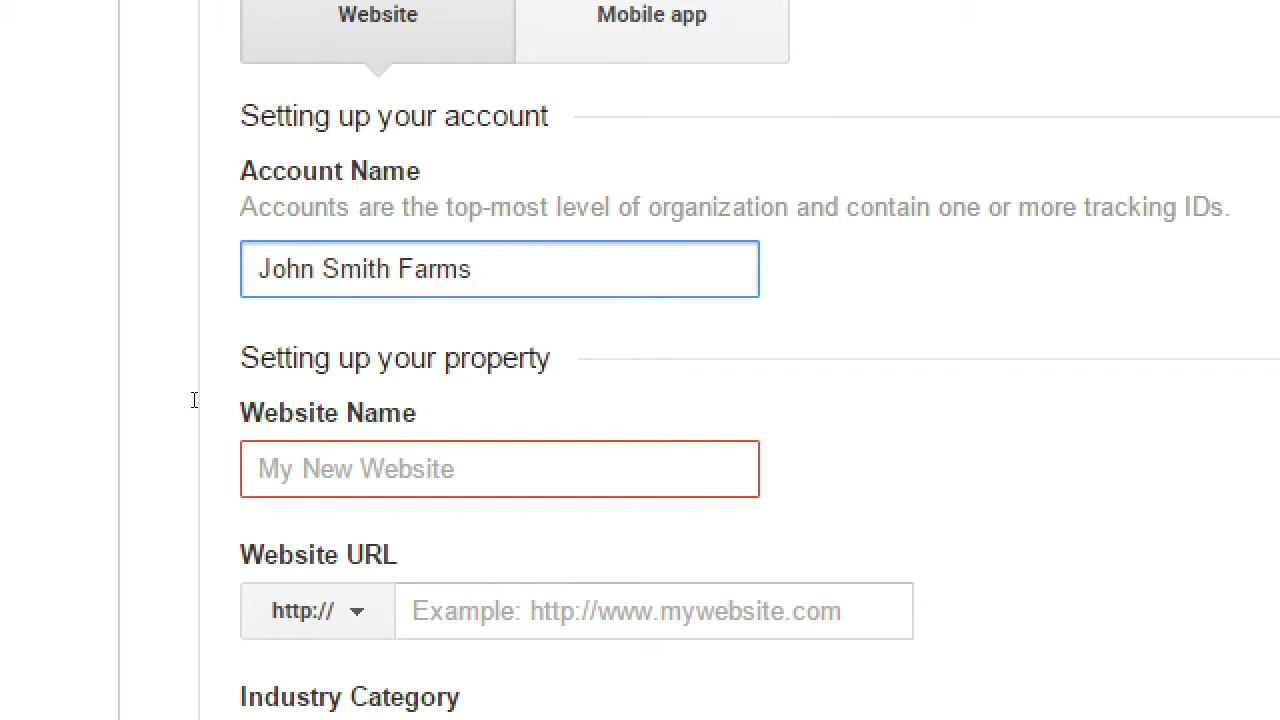 Website
Mobile app
Setting up your account
Account Name
Accounts are the top-most level of organization and contain one or more tracking IDs.
John Smith Farms
Setting up your property
Website Name
My New Website
Website URL
http://
Example: http://www.mywebsite.com
Industry Category